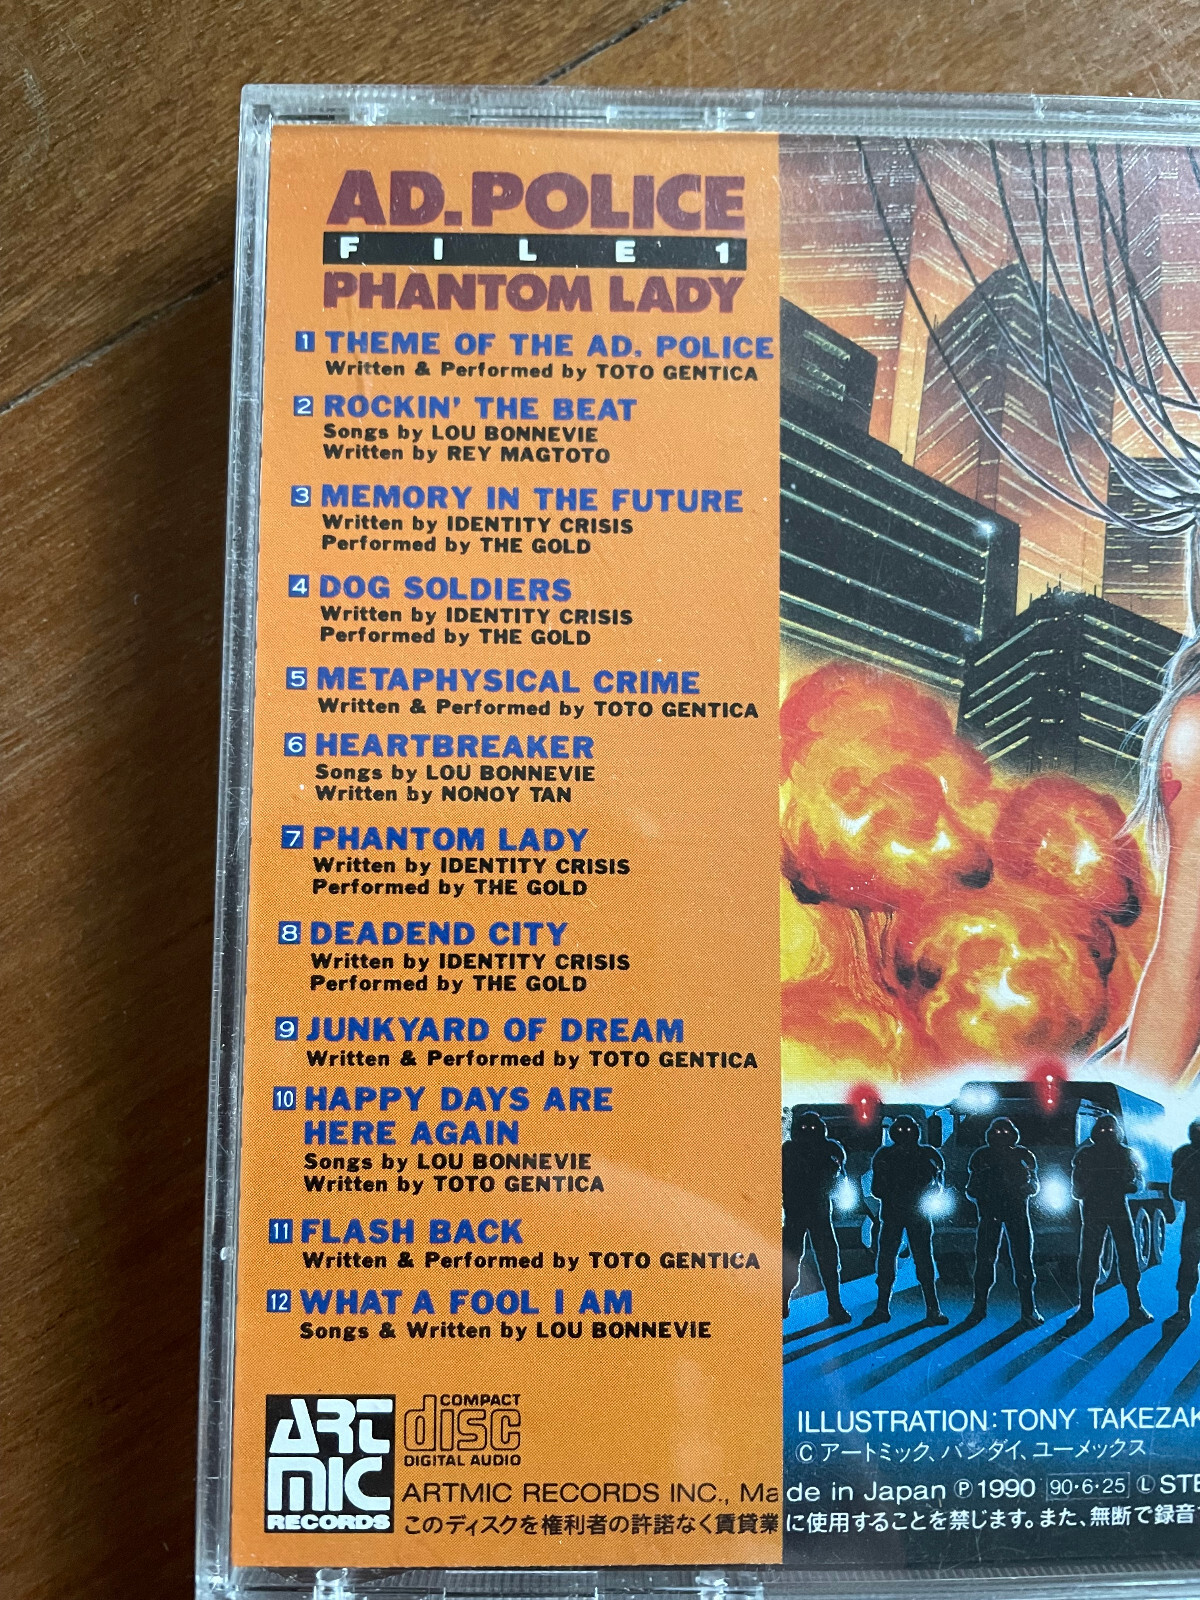 AD. POLICE
FILE 1
PHANTOM LADY
1 THEME OF THE AD. POLICE
Written & Performed by TOTO GENTICA
2 ROCKIN' THE BEAT
Songs by LOU BONNEVIE
Written by REY MAGTOTO
3 MEMORY IN THE FUTURE
Written by IDENTITY CRISIS
Performed by THE GOLD
4 DOG SOLDIERS
Written by IDENTITY CRISIS
Performed by THE GOLD
5 METAPHYSICAL CRIME
Written & Performed by TOTO GENTICA
6 HEARTBREAKER
Songs by LOU BONNEVIE
Written by NONOY TAN
7 PHANTOM LADY
Written by IDENTITY CRISIS
Performed by THE GOLD
8 DEADEND CITY
Written by IDENTITY CRISIS
Performed by THE GOLD
9 JUNKYARD OF DREAM
Written & Performed by TOTO GENTICA
10 HAPPY DAYS ARE
HERE AGAIN
Songs by LOU BONNEVIE
Written by TOTO GENTICA
11 FLASH BACK
Written & Performed by TOTO GENTICA
12 WHAT A FOOL I AM
Songs & Written by LOU BONNEVIE
ART
MIC
RECORDS
COMPACT
disc
DIGITAL AUDIO
ILLUSTRATION:TONY TAKEZAK
©アートミック、バンダイ、ユーメックス
ARTMIC RECORDS INC., Made in Japan Ⓟ1990 90・6・25 Ⓛ STE
このディスクを権利者の許諾なく賃貸業に使用することを禁じます。また、無断で録音